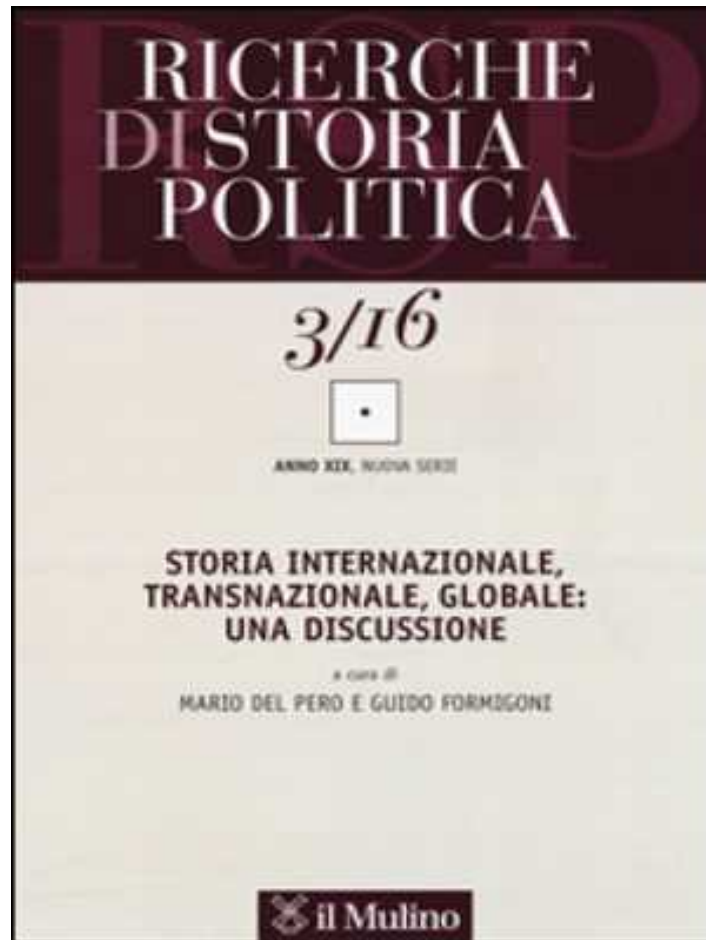 RICERCHE
DI STORIA
POLITICA
3/16
ANNO XIX, NUOVA SERIE
STORIA INTERNAZIONALE,
TRANSNAZIONALE, GLOBALE:
UNA DISCUSSIONE
a cura di
MARIO DEL PERO E GUIDO FORMIGONI
il Mulino